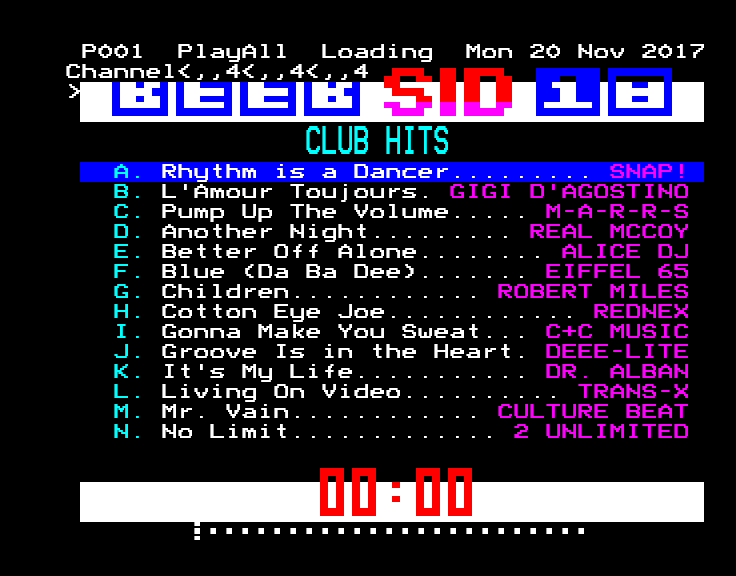 P001 PlayAll Loading Mon 20 Nov 2017
Channel<,,4<,,4<,,4
>
BEER SID 18
CLUB HITS
A. Rhythm is a Dancer......... SNAP!
B. L'Amour Toujours. GIGI D'AGOSTINO
C. Pump Up The Volume..... M-A-R-R-S
D. Another Night......... REAL MCCOY
E. Better Off Alone........ ALICE DJ
F. Blue (Da Ba Dee)....... EIFFEL 65
G. Children............ ROBERT MILES
H. Cotton Eye Joe............ REDNEX
I. Gonna Make You Sweat... C+C MUSIC
J. Groove Is in the Heart. DEEE-LITE
K. It's My Life........... DR. ALBAN
L. Living On Video.......... TRANS-X
M. Mr. Vain............ CULTURE BEAT
N. No Limit............. 2 UNLIMITED
00:00